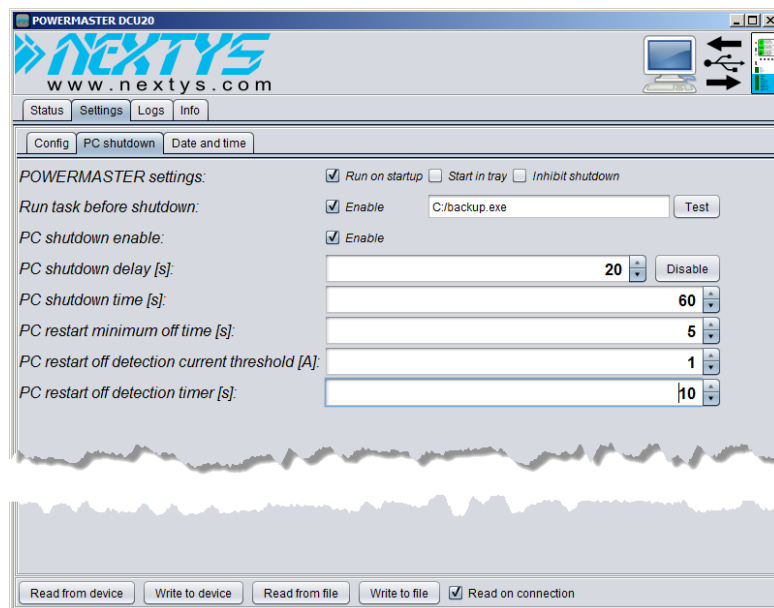 POWERMASTER DCU20
NEXTYS
www.nextys.com
Status Settings Logs Info
Config PC shutdown Date and time
POWERMASTER settings: Run on startup Start in tray Inhibit shutdown
Run task before shutdown: Enable C:/backup.exe Test
PC shutdown enable: Enable
PC shutdown delay [s]: 20 Disable
PC shutdown time [s]: 60
PC restart minimum off time [s]: 5
PC restart off detection current threshold [A]: 1
PC restart off detection timer [s]: 10
Read from device Write to device Read from file Write to file Read on connection